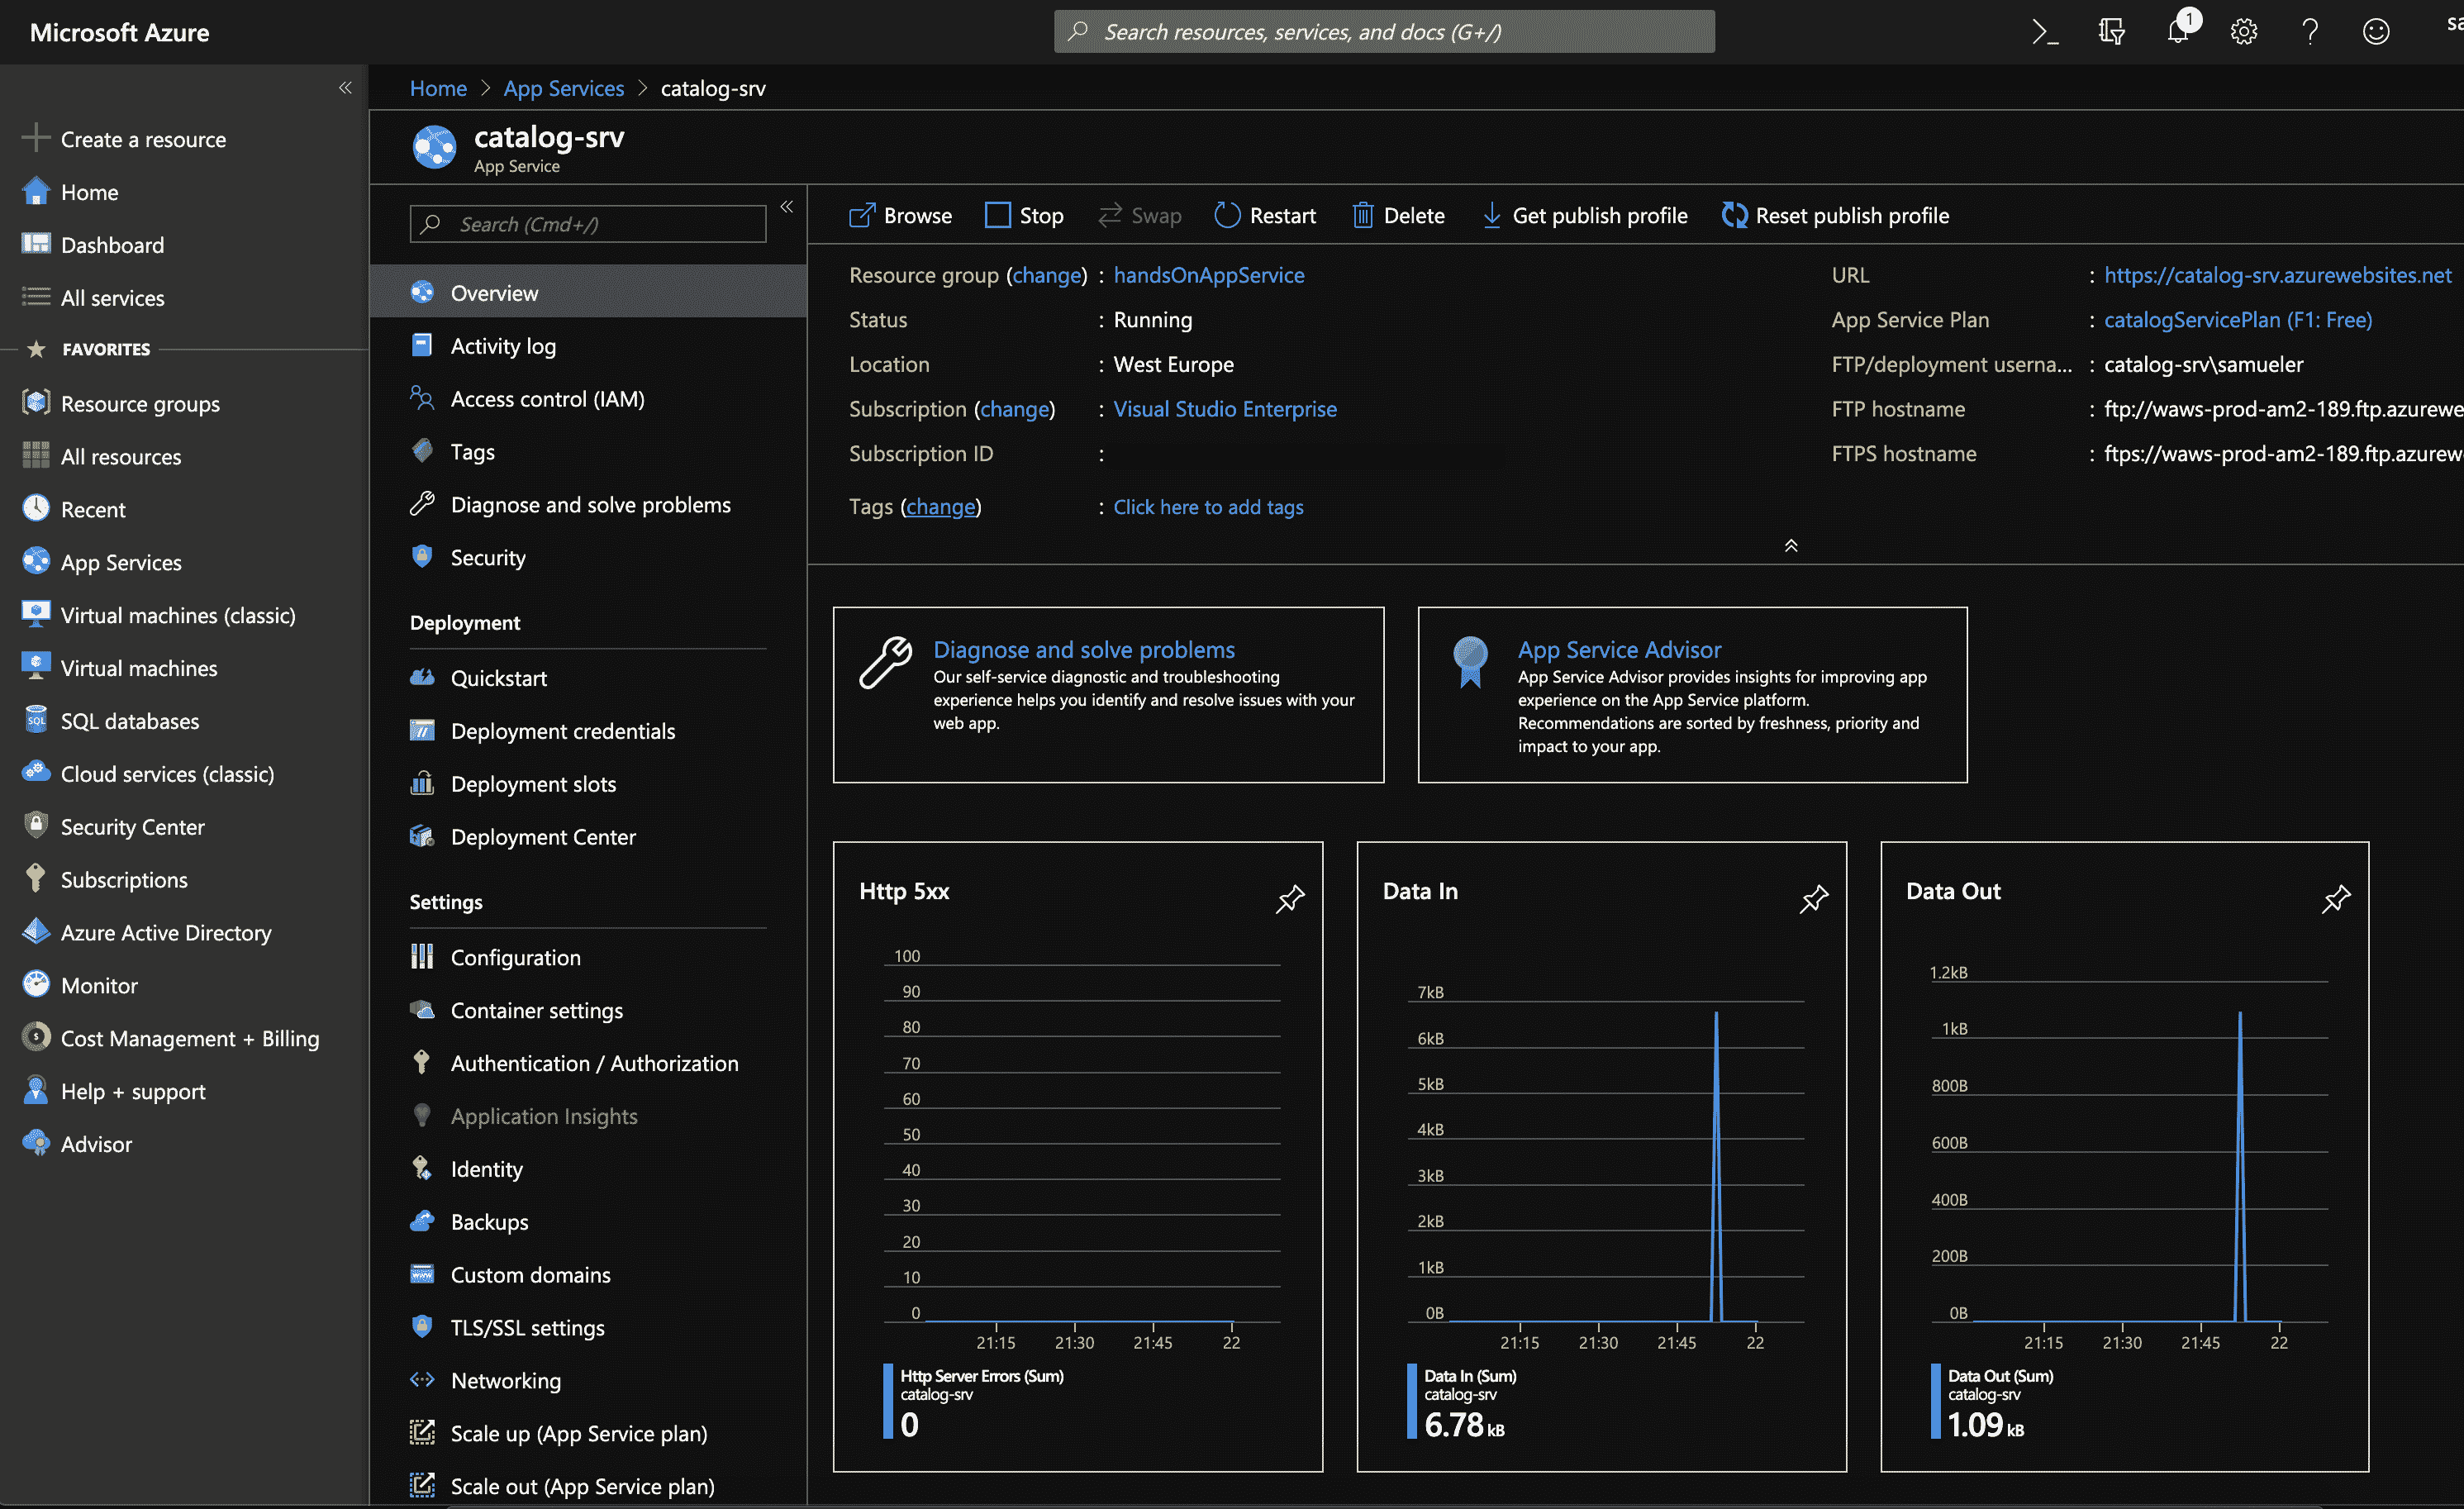 Microsoft Azure
Search resources, services, and docs (G+/)
1
Create a resource
Home
Dashboard
All services
FAVORITES
Resource groups
All resources
Recent
App Services
Virtual machines (classic)
Virtual machines
SQL databases
Cloud services (classic)
Security Center
Subscriptions
Azure Active Directory
Monitor
Cost Management + Billing
Help + support
Advisor
Home > App Services > catalog-srv
catalog-srv
App Service
Search (Cmd+/)
Overview
Activity log
Access control (IAM)
Tags
Diagnose and solve problems
Security
Deployment
Quickstart
Deployment credentials
Deployment slots
Deployment Center
Settings
Configuration
Container settings
Authentication / Authorization
Application Insights
Identity
Backups
Custom domains
TLS/SSL settings
Networking
Scale up (App Service plan)
Scale out (App Service plan)
Browse Stop Swap Restart Delete Get publish profile Reset publish profile
Resource group (change) : handsOnAppService
Status : Running
Location : West Europe
Subscription (change) : Visual Studio Enterprise
Subscription ID :
Tags (change) : Click here to add tags
URL : https://catalog-srv.azurewebsites.net
App Service Plan : catalogServicePlan (F1: Free)
FTP/deployment userna... : catalog-srv\samueler
FTP hostname : ftp://waws-prod-am2-189.ftp.azurewe
FTPS hostname : ftps://waws-prod-am2-189.ftp.azurew
Diagnose and solve problems
Our self-service diagnostic and troubleshooting
experience helps you identify and resolve issues with your
web app.
App Service Advisor
App Service Advisor provides insights for improving app
experience on the App Service platform.
Recommendations are sorted by freshness, priority and
impact to your app.
Http 5xx
100
90
80
70
60
50
40
30
20
10
0
21:15 21:30 21:45 22
Http Server Errors (Sum)
catalog-srv
0
Data In
7kB
6kB
5kB
4kB
3kB
2kB
1kB
0B
21:15 21:30 21:45 22
Data In (Sum)
catalog-srv
6.78 kB
Data Out
1.2kB
1kB
800B
600B
400B
200B
0B
21:15 21:30 21:45 22
Data Out (Sum)
catalog-srv
1.09 kB